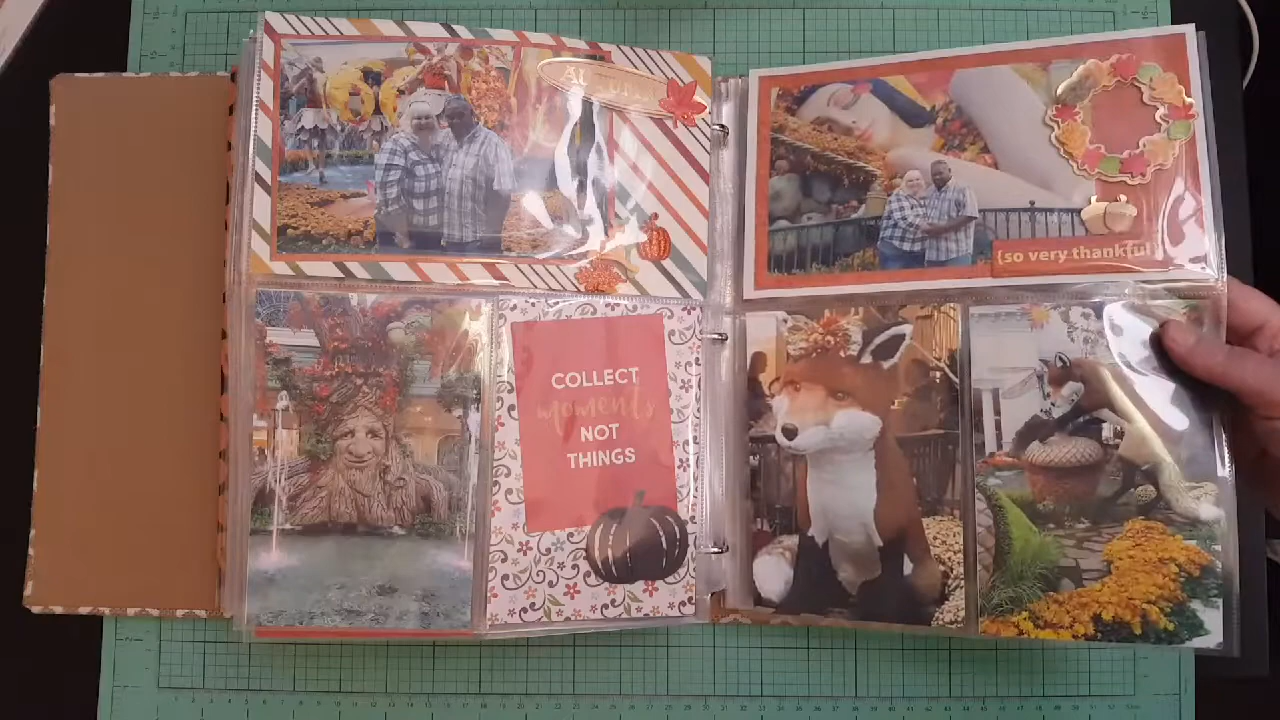 AUTUMN
{so very thankful}
COLLECT
moments
NOT
THINGS